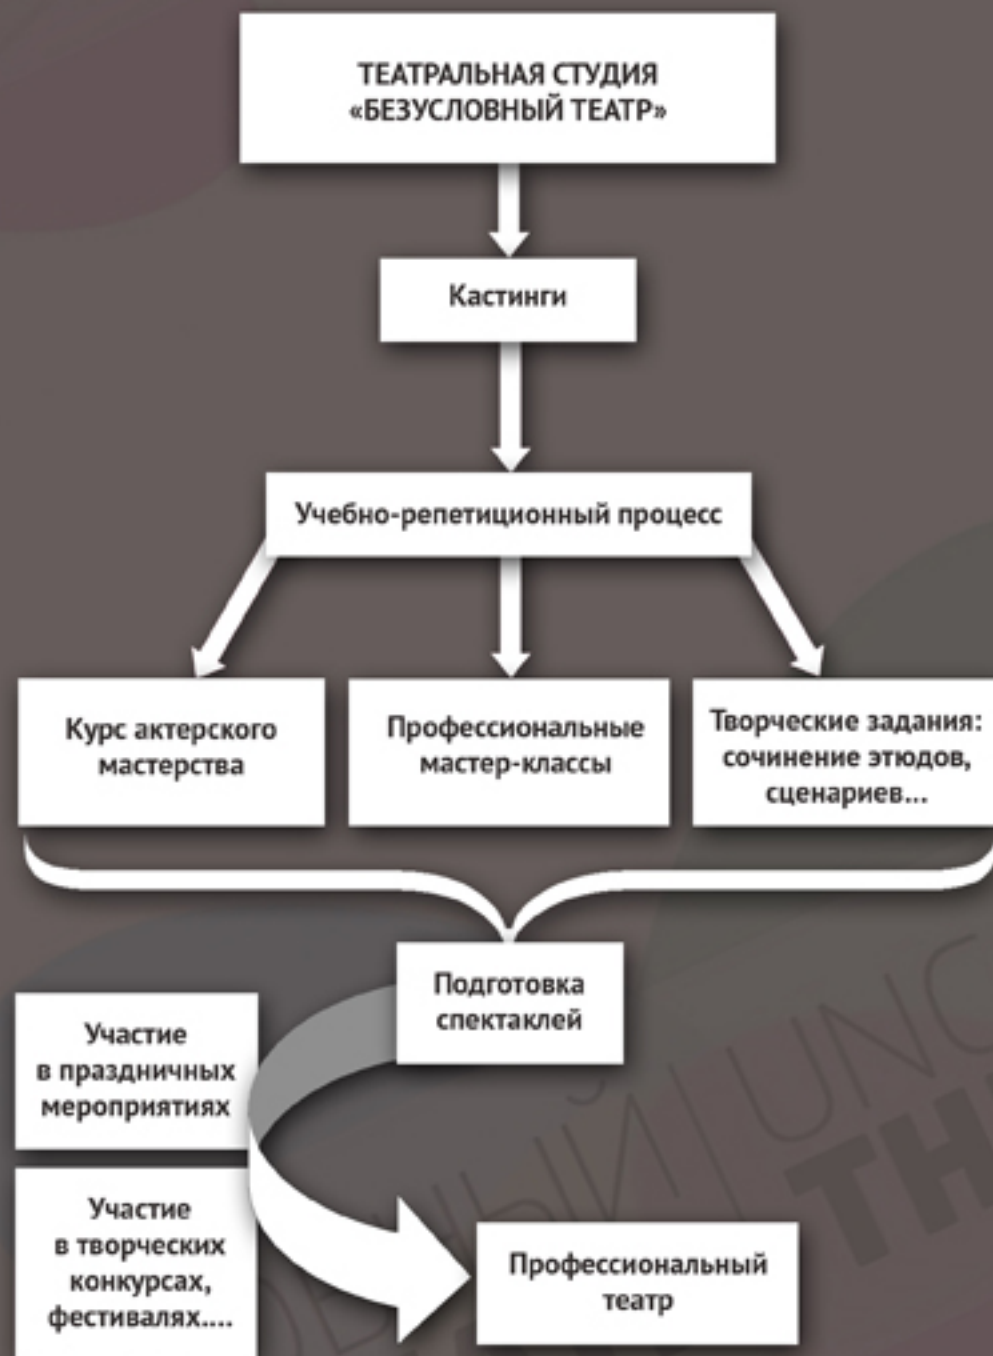 ТЕАТРАЛЬНАЯ СТУДИЯ
«БЕЗУСЛОВНЫЙ ТЕАТР»
Кастинги
Учебно-репетиционный процесс
Курс актерского
мастерства
Профессиональные
мастер-классы
Творческие задания:
сочинение этюдов,
сценариев...
Подготовка
спектаклей
Участие
в праздничных
мероприятиях
Участие
в творческих
конкурсах,
фестивалях....
Профессиональный
театр